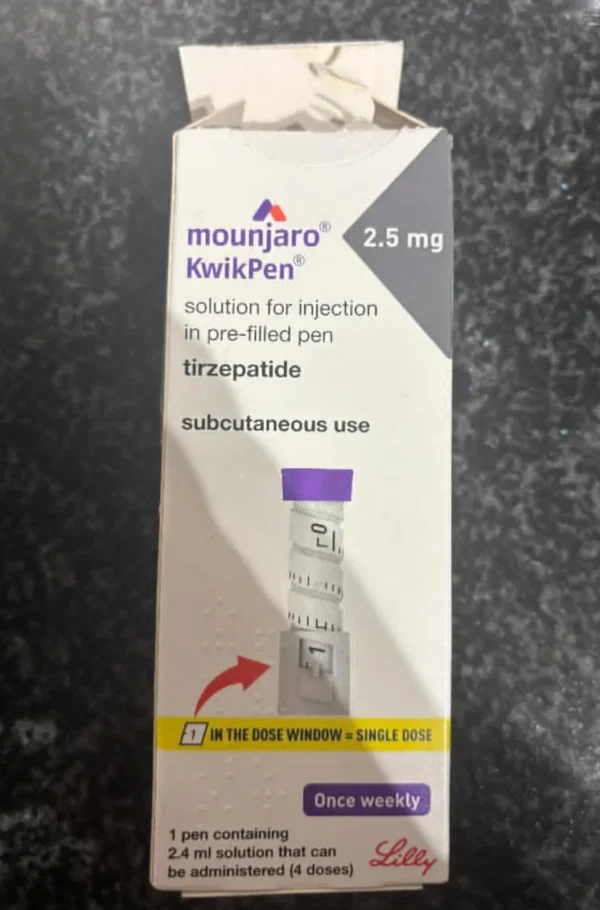 mounjaro®
KwikPen®
2.5 mg
solution for injection
in pre-filled pen
tirzepatide
subcutaneous use
0
1
1 IN THE DOSE WINDOW = SINGLE DOSE
Once weekly
1 pen containing
2.4 ml solution that can
be administered (4 doses)
Lilly